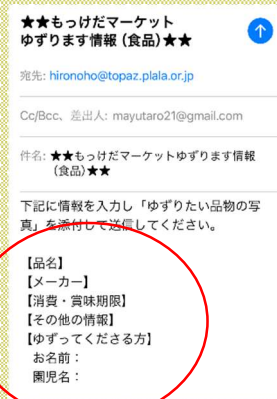 ★★もっけだマーケット
ゆずります情報（食品）★★
宛先: hironoho@topaz.plala.or.jp
Cc/Bcc、差出人: mayutaro21@gmail.com
件名: ★★もっけだマーケットゆずります情報
（食品）★★
下記に情報を入力し「ゆずりたい品物の写
真」を添付して送信してください。
【品名】
【メーカー】
【消費・賞味期限】
【その他の情報】
【ゆずってくださる方】
お名前：
園児名：